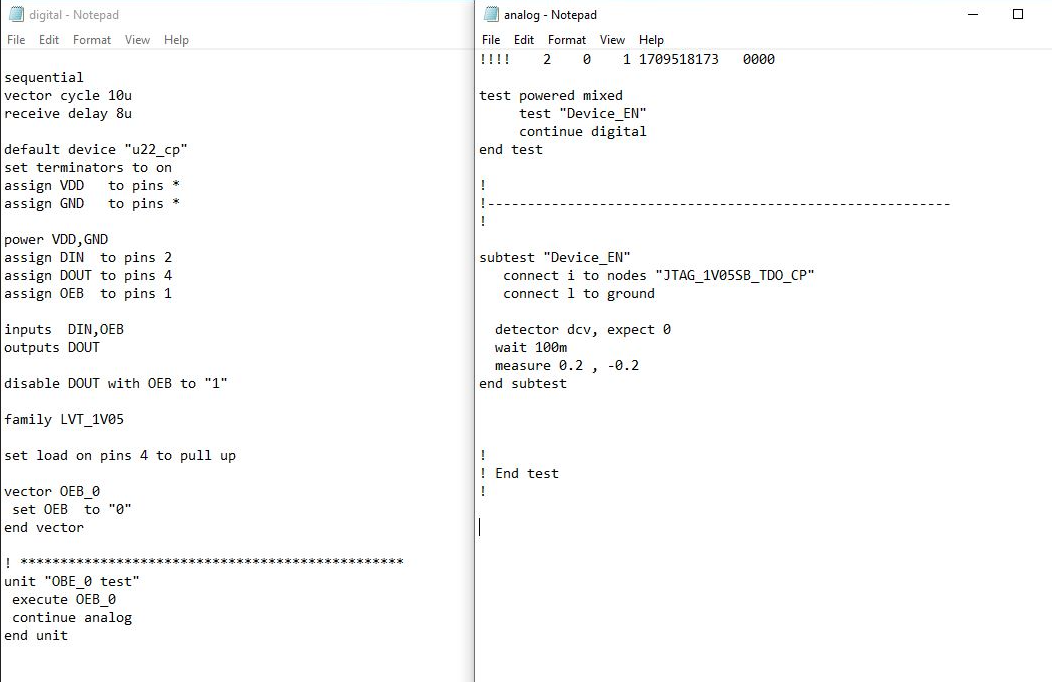 digital - Notepad
File Edit Format View Help
sequential
vector cycle 10u
receive delay 8u
default device "u22_cp"
set terminators to on
assign VDD   to pins *
assign GND   to pins *
power VDD,GND
assign DIN  to pins 2
assign DOUT to pins 4
assign OEB  to pins 1
inputs  DIN,OEB
outputs DOUT
disable DOUT with OEB to "1"
family LVT_1V05
set load on pins 4 to pull up
vector OEB_0
 set OEB  to "0"
end vector
! ************************************************
unit "OBE_0 test"
 execute OEB_0
 continue analog
end unit
analog - Notepad
File Edit Format View Help
!!!!    2    0    1 1709518173   0000
test powered mixed
     test "Device_EN"
     continue digital
end test
!
!----------------------------------------------------------
!
subtest "Device_EN"
   connect i to nodes "JTAG_1V05SB_TDO_CP"
   connect l to ground
  detector dcv, expect 0
  wait 100m
  measure 0.2 , -0.2
end subtest
!
! End test
!